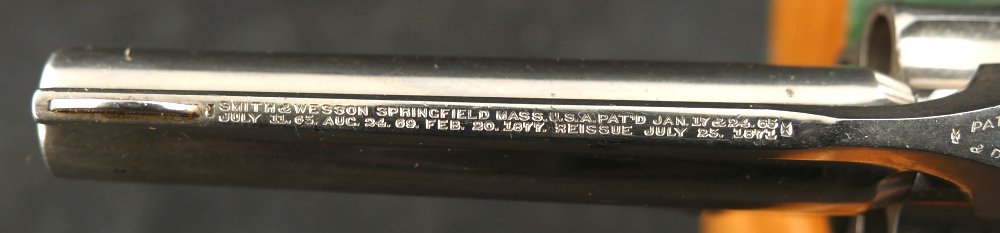 SMITH & WESSON SPRINGFIELD MASS. U.S.A. PAT'D JAN. 17 & 24. 65
JULY 11. 65. AUG. 24. 69. FEB. 20. 1877. REISSUE JULY 25. 1871
PAT
&